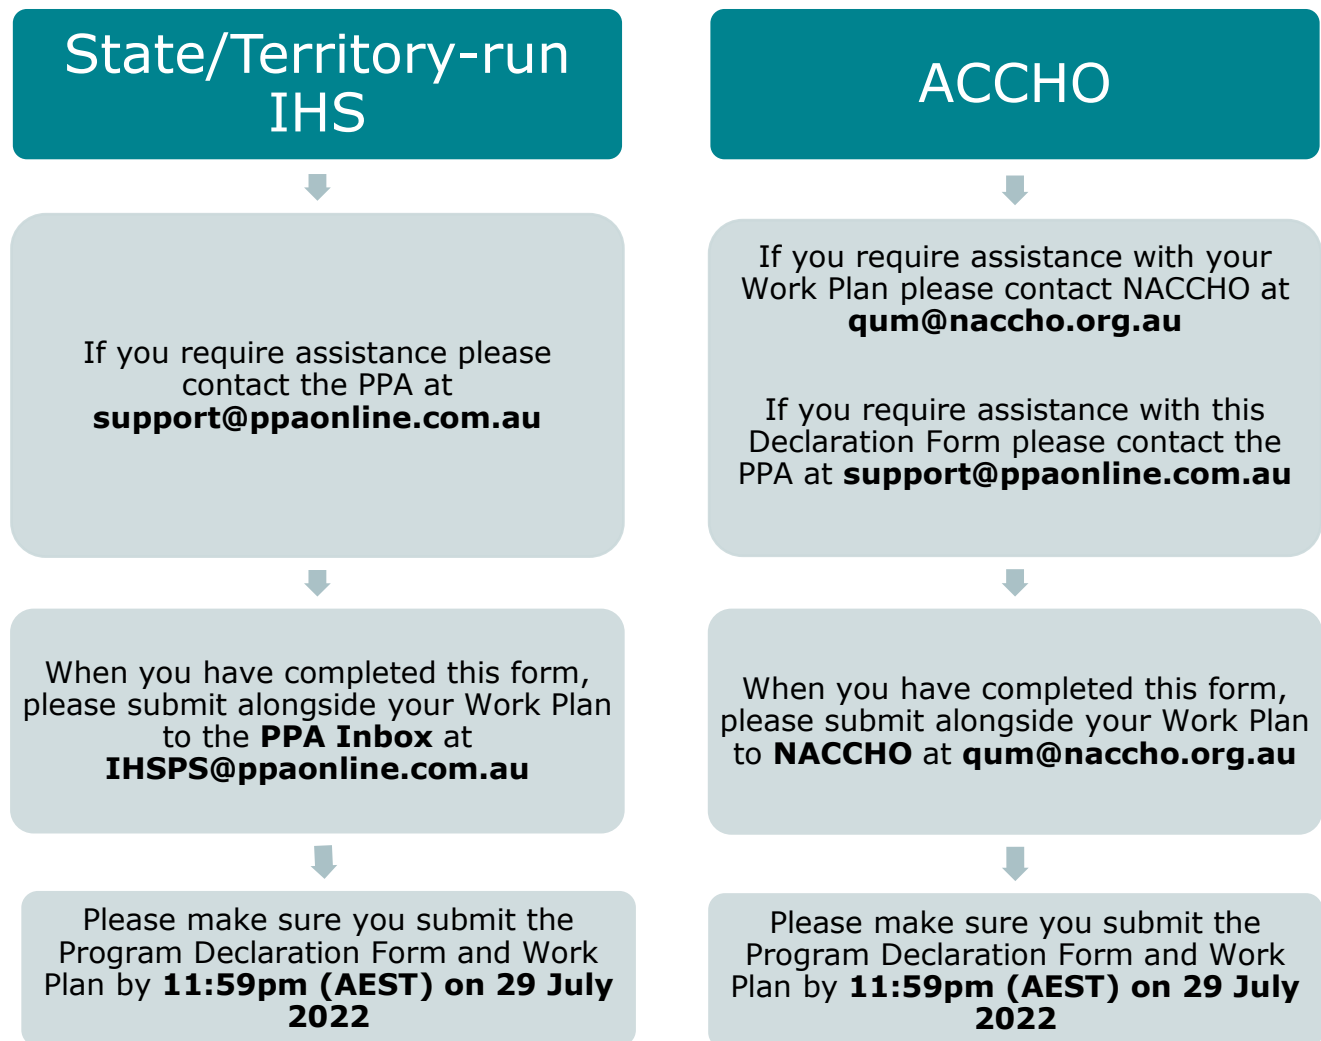 State/Territory-run
IHS
If you require assistance please
contact the PPA at
support@ppaonline.com.au
When you have completed this form,
please submit alongside your Work Plan
to the PPA Inbox at
IHSPS@ppaonline.com.au
Please make sure you submit the
Program Declaration Form and Work
Plan by 11:59pm (AEST) on 29 July
2022
ACCHO
If you require assistance with your
Work Plan please contact NACCHO at
qum@naccho.org.au
If you require assistance with this
Declaration Form please contact the
PPA at support@ppaonline.com.au
When you have completed this form,
please submit alongside your Work Plan
to NACCHO at qum@naccho.org.au
Please make sure you submit the
Program Declaration Form and Work
Plan by 11:59pm (AEST) on 29 July
2022